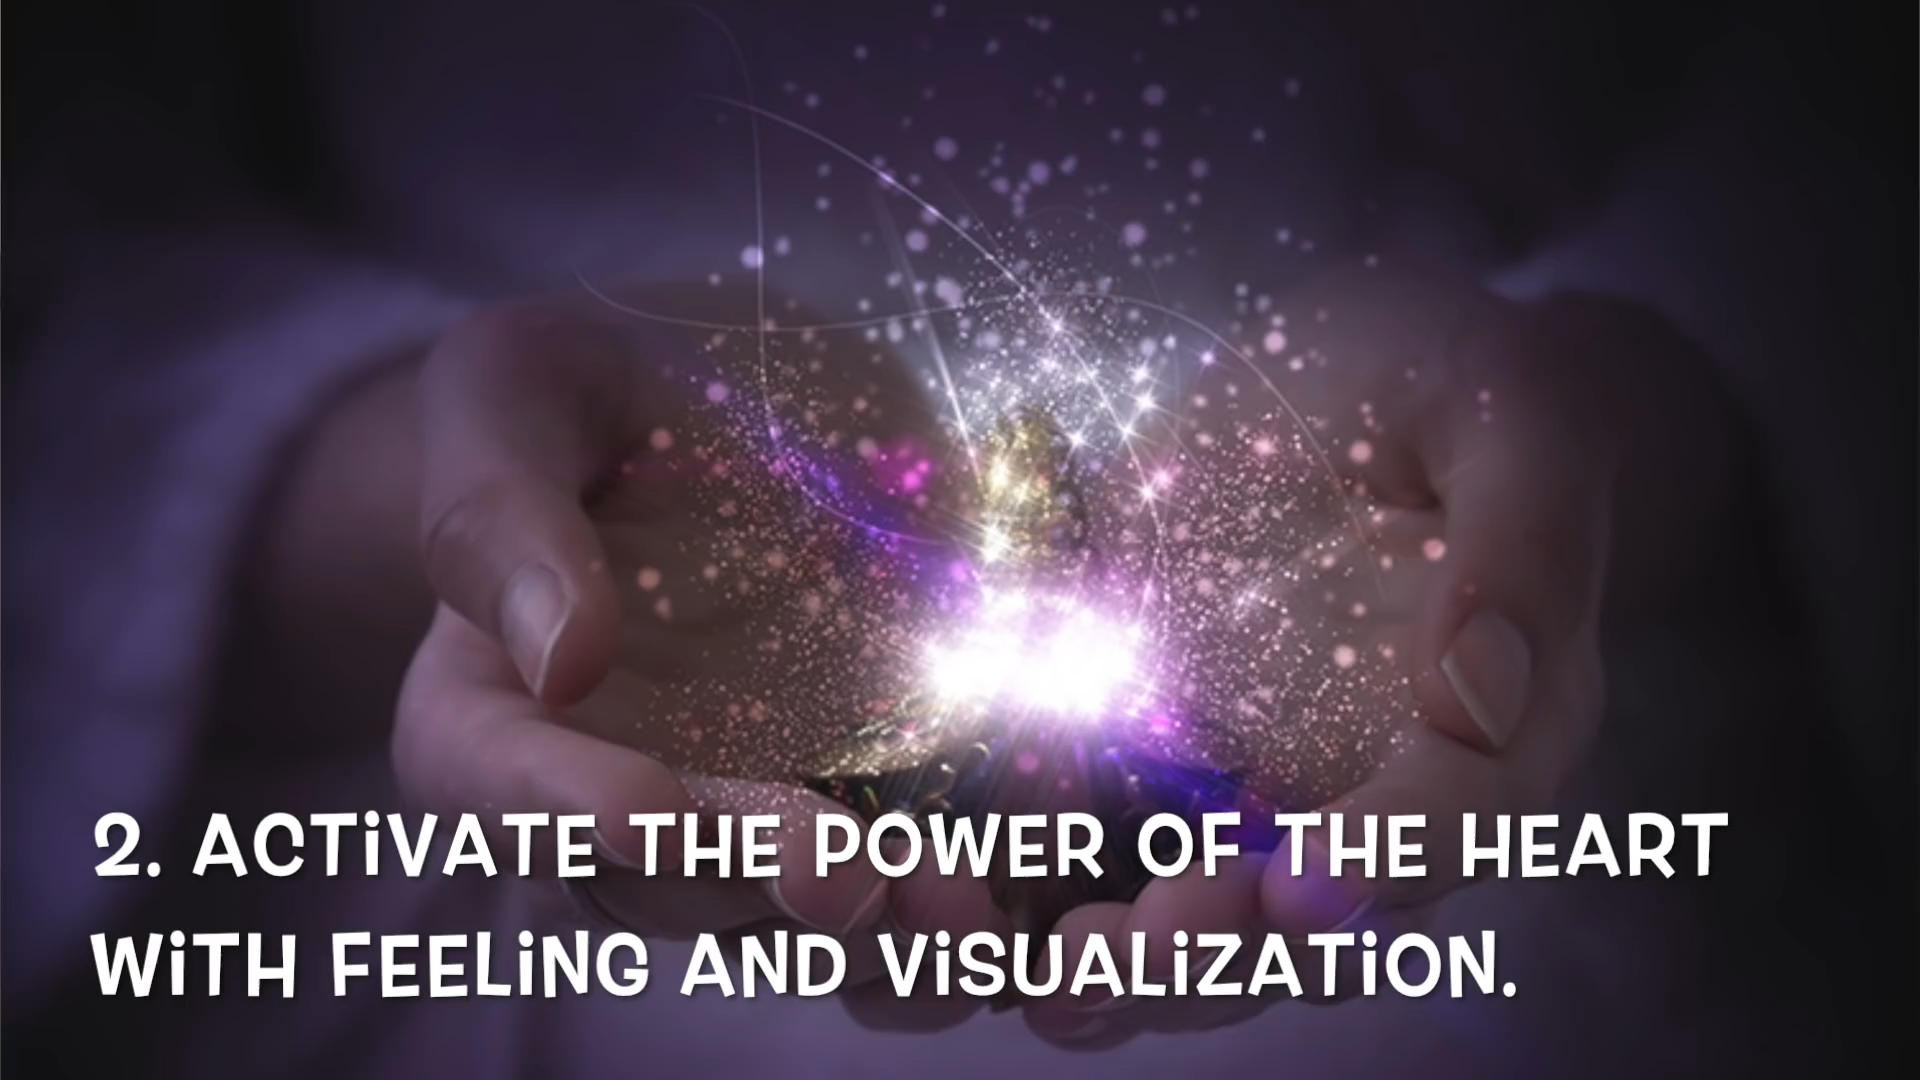 2. ACTiVATE THE POWER OF THE HEART
WiTH FEELiNG AND ViSUALiZATiON.